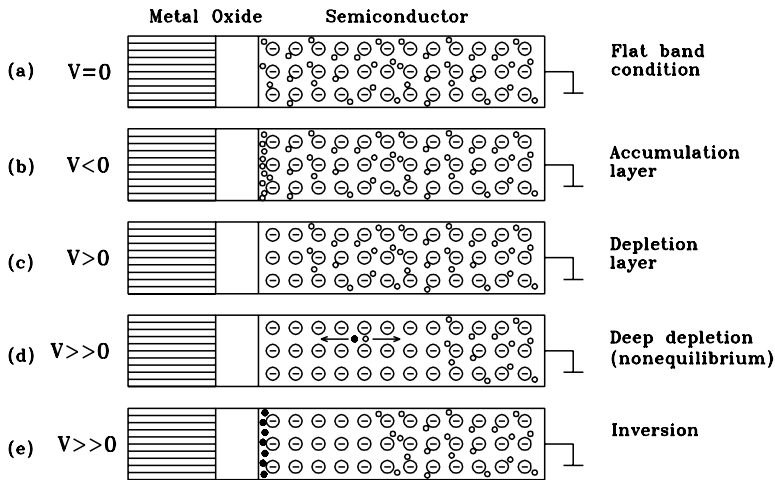 Metal Oxide Semiconductor
(a) V=0 Flat band
condition
(b) V<0 Accumulation
layer
(c) V>0 Depletion
layer
(d) V>>0 Deep depletion
(nonequilibrium)
(e) V>>0 Inversion